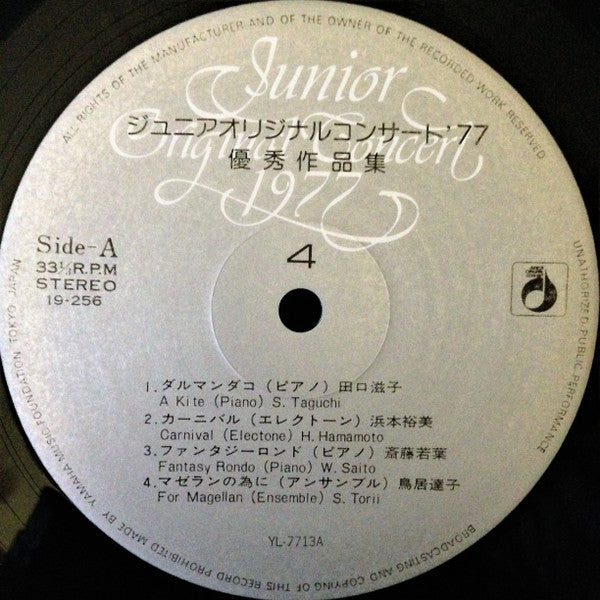 ALL RIGHTS OF THE MANUFACTURER AND OF THE OWNER OF THE RECORDED WORK RESERVED
Junior
Original Concert
1977
ジュニアオリジナルコンサート'77
優秀作品集
Side-A
33⅓R.P.M
STEREO
19-256
4
1.ダルマンダコ(ピアノ)田口滋子
A Kite (Piano) S. Taguchi
2.カーニバル(エレクトーン)浜本裕美
Carnival (Electone) H. Hamamoto
3.ファンタジーロンド(ピアノ)斎藤若葉
Fantasy Rondo (Piano) W. Saito
4.マゼランの為に(アンサンブル)鳥居達子
For Magellan (Ensemble) S. Torii
YL-7713A
UNATHORIZED PUBLIC PERFORMANCE
BROADCASTING AND COPYING OF THIS RECORD PROHIBITED MADE BY YAMAHA MUSIC FOUNDATION TOKYO JAPAN